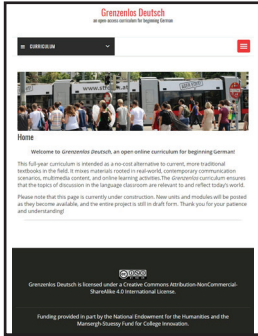 Grenzenlos Deutsch
an open-access curriculum for beginning German
≡ CURRICULUM
Home
Welcome to Grenzenlos Deutsch, an open online curriculum for beginning German!
This full-year curriculum is intended as a no-cost alternative to current, more traditional
textbooks in the field. It mixes materials rooted in real-world, contemporary communication
scenarios, multimedia content, and online learning activities.The Grenzenlos curriculum ensures
that the topics of discussion in the language classroom are relevant to and reflect today's world.
Please note that this page is currently under construction. New units and modules will be posted
as they become available, and the entire project is still in draft form. Thank you for your patience
and understanding!
Grenzenlos Deutsch is licensed under a Creative Commons Attribution-NonCommercial-
ShareAlike 4.0 International License.
Funding provided in part by the National Endowment for the Humanities and the
Mansergh-Stuessy Fund for College Innovation.